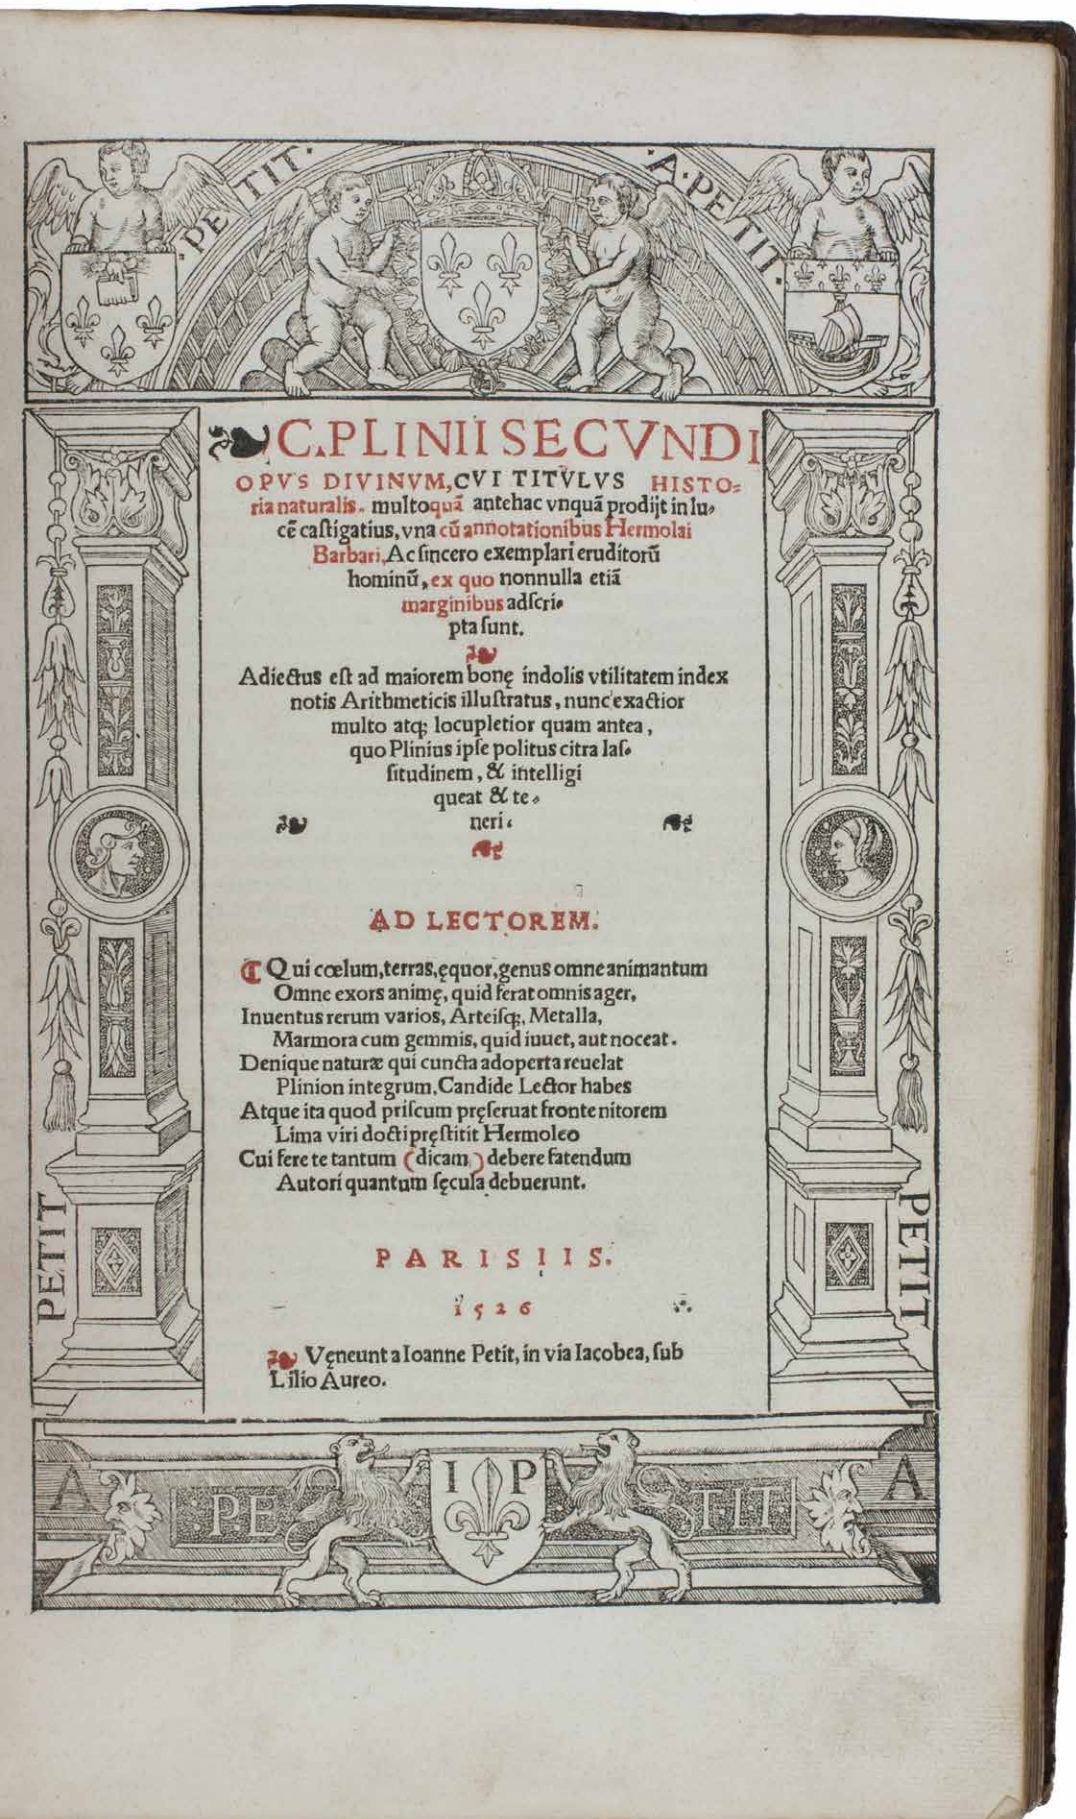 · PETIT ·
· A · PETIT ·
C. PLINII SECVNDI
OPVS DIVINVM, CVI TITVLVS HISTO=
ria naturalis. multoquã antehac vnquã prodijt in lu-
cẽ caſtigatius, vna cũ annotationibus Hermolai
Barbari, Ac ſincero exemplari eruditorũ
hominũ, ex quo nonnulla etiã
marginibus adſcri-
pta ſunt.
Adiectus eſt ad maiorem bonę indolis vtilitatem index
notis Arithmeticis illuſtratus, nunc exactior
multo atq; locupletior quam antea,
quo Plinius ipſe politus citra laſ-
ſitudinem, & intelligi
queat & te-
neri.
AD LECTOREM.
Qui cœlum, terras, ęquor, genus omne animantum
Omne exors animę, quid ferat omnis ager,
Inuentus rerum varios, Arteiſq;, Metalla,
Marmora cum gemmis, quid iuuet, aut noceat.
Denique naturæ qui cuncta adoperta reuelat
Plinion integrum, Candide Lector habes
Atque ita quod priſcum pręſeruat fronte nitorem
Lima viri docti pręſtitit Hermoleo
Cui fere te tantum (dicam) debere fatendum
Autori quantum ſęcula debuerunt.
PETIT
PETIT
PARISIIS.
1526
Vęneunt a Ioanne Petit, in via Iacobea, ſub
Lilio Aureo.
I P
A PE TIT A